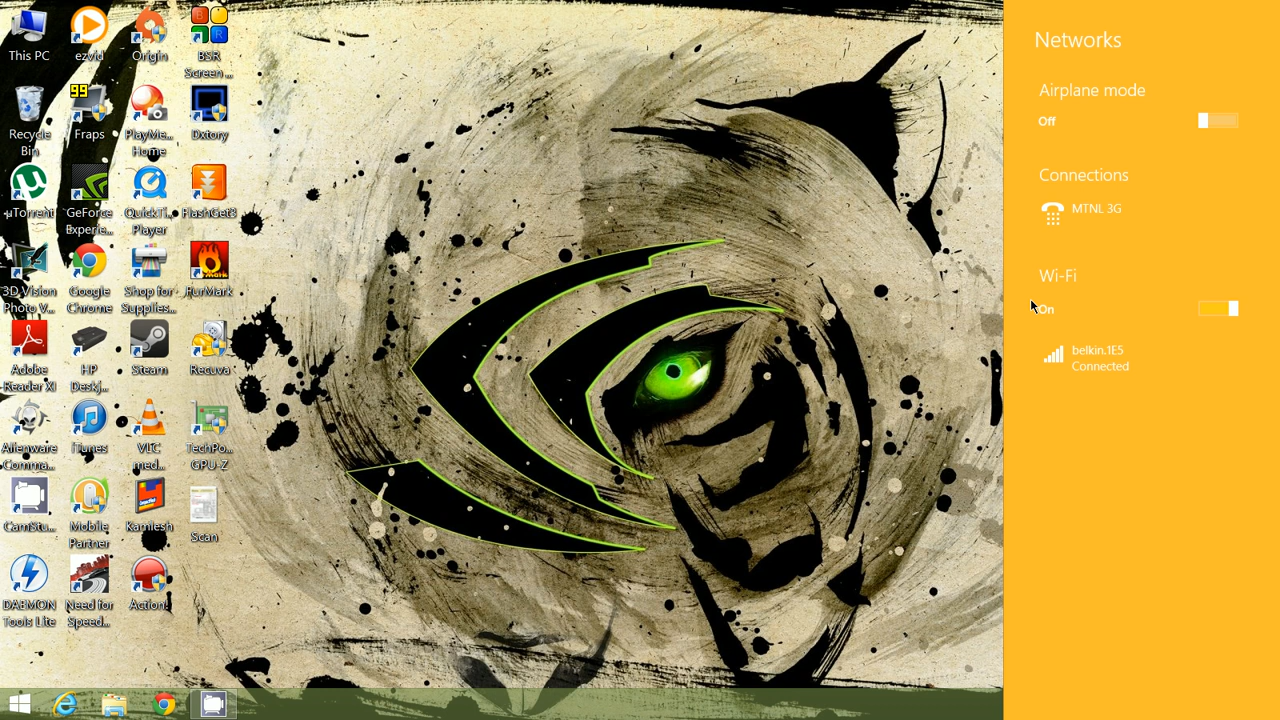 This PC
ezvid
Origin
BSR
Screen ...
Recycle
Bin
99
Fraps
PlayMe...
Home
Dxtory
µTorrent
GeForce
Experie...
QuickTi...
Player
FlashGet3
3D Vision
Photo V...
Google
Chrome
Shop for
Supplies...
FurMark
Adobe
Reader XI
HP
Deskj...
Steam
Recuva
Alienware
Comma...
iTunes
VLC
med...
TechPo...
GPU-Z
CamStu...
Mobile
Partner
Kamlesh
Scan
DAEMON
Tools Lite
Need for
Speed...
Action!
Networks
Airplane mode
Off
Connections
MTNL 3G
Wi-Fi
On
belkin.1E5
Connected